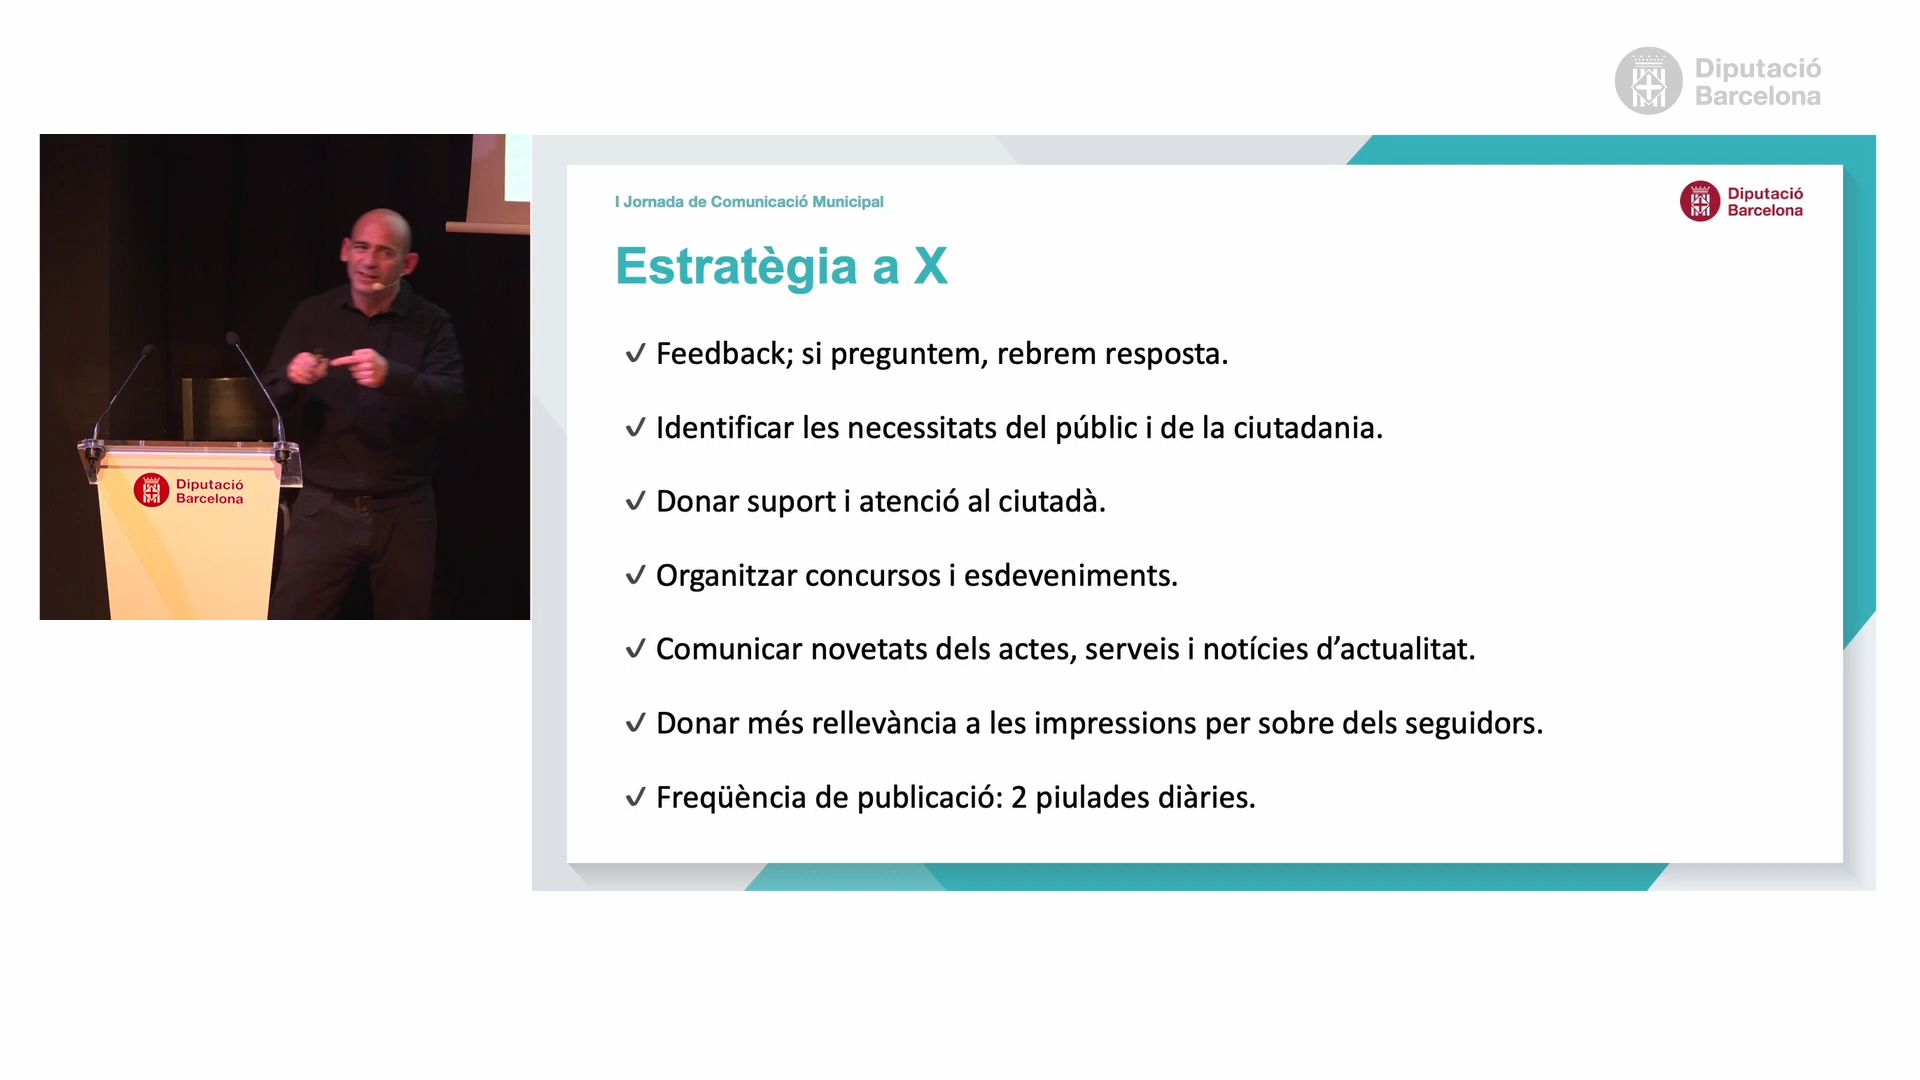 Diputació
Barcelona
I Jornada de Comunicació Municipal
Diputació
Barcelona
Estratègia a X
✓ Feedback; si preguntem, rebrem resposta.
✓ Identificar les necessitats del públic i de la ciutadania.
✓ Donar suport i atenció al ciutadà.
✓ Organitzar concursos i esdeveniments.
✓ Comunicar novetats dels actes, serveis i notícies d’actualitat.
✓ Donar més rellevància a les impressions per sobre dels seguidors.
✓ Freqüència de publicació: 2 piulades diàries.
Diputació
Barcelona